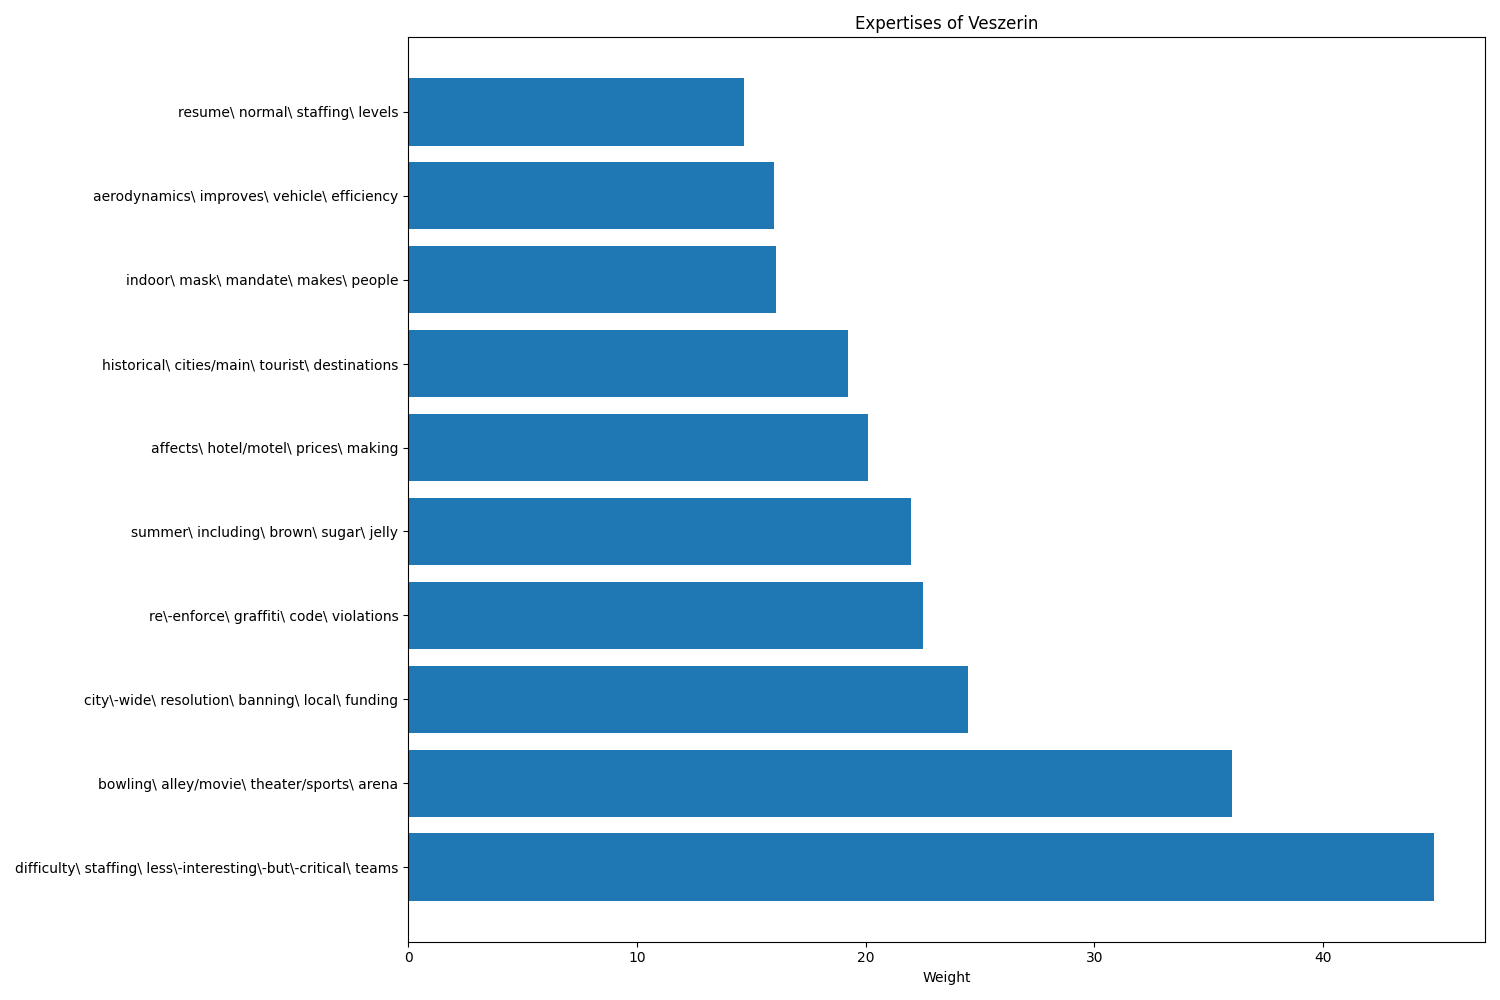 Expertises of Veszerin
resume\ normal\ staffing\ levels
aerodynamics\ improves\ vehicle\ efficiency
indoor\ mask\ mandate\ makes\ people
historical\ cities/main\ tourist\ destinations
affects\ hotel/motel\ prices\ making
summer\ including\ brown\ sugar\ jelly
re\-enforce\ graffiti\ code\ violations
city\-wide\ resolution\ banning\ local\ funding
bowling\ alley/movie\ theater/sports\ arena
difficulty\ staffing\ less\-interesting\-but\-critical\ teams
0 10 20 30 40
Weight